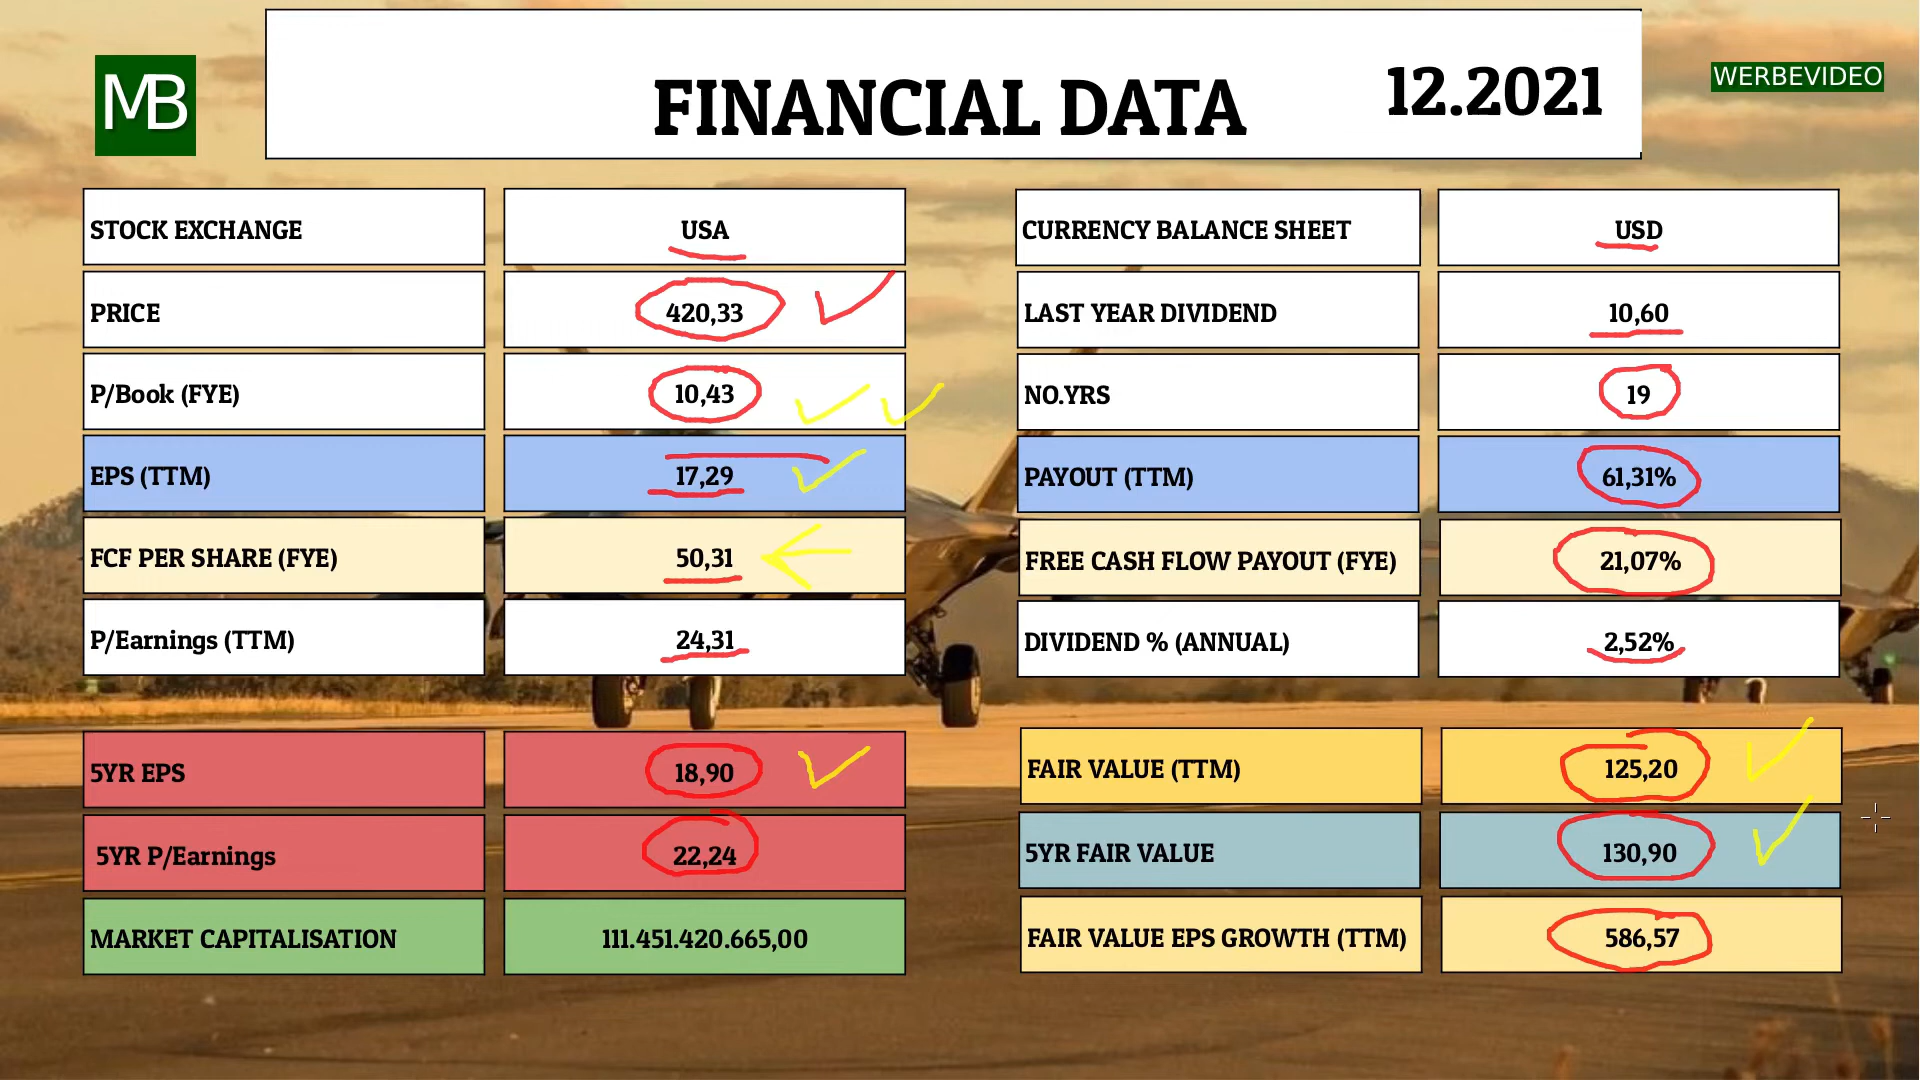 MB
FINANCIAL DATA
12.2021
WERBEVIDEO
STOCK EXCHANGE USA
PRICE 420,33
P/Book (FYE) 10,43
EPS (TTM) 17,29
FCF PER SHARE (FYE) 50,31
P/Earnings (TTM) 24,31
5YR EPS 18,90
5YR P/Earnings 22,24
MARKET CAPITALISATION 111.451.420.665,00
CURRENCY BALANCE SHEET USD
LAST YEAR DIVIDEND 10,60
NO.YRS 19
PAYOUT (TTM) 61,31%
FREE CASH FLOW PAYOUT (FYE) 21,07%
DIVIDEND % (ANNUAL) 2,52%
FAIR VALUE (TTM) 125,20
5YR FAIR VALUE 130,90
FAIR VALUE EPS GROWTH (TTM) 586,57